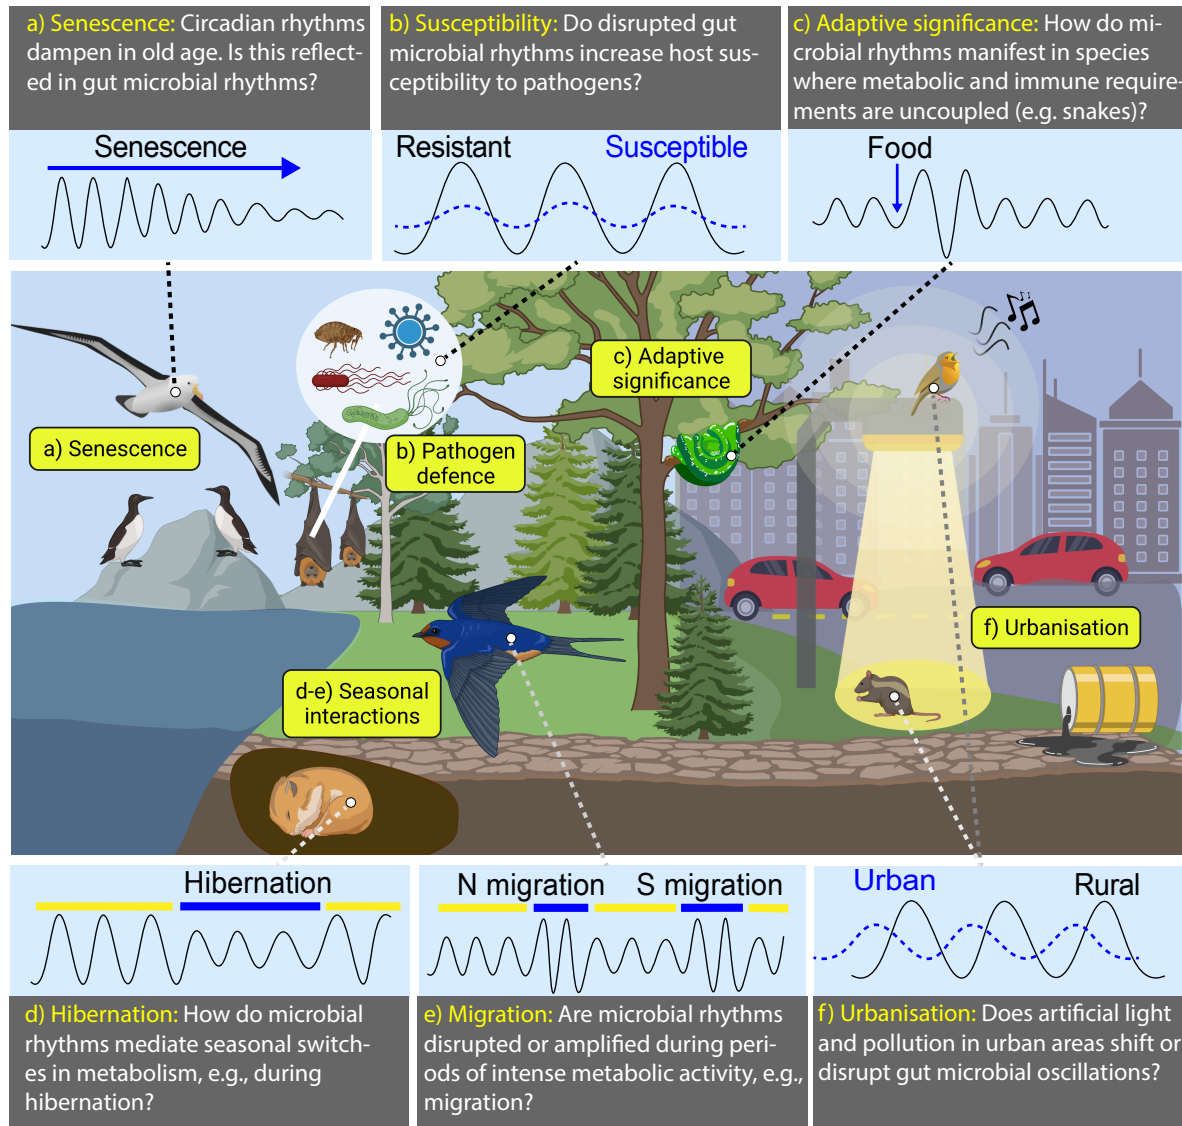 a) Senescence: Circadian rhythms
dampen in old age. Is this reflect-
ed in gut microbial rhythms?
b) Susceptibility: Do disrupted gut
microbial rhythms increase host sus-
ceptibility to pathogens?
c) Adaptive significance: How do mi-
crobial rhythms manifest in species
where metabolic and immune require-
ments are uncoupled (e.g. snakes)?
Senescence
Resistant
Susceptible
Food
a) Senescence
b) Pathogen
defence
c) Adaptive
significance
f) Urbanisation
d-e) Seasonal
interactions
Hibernation
N migration
S migration
Urban
Rural
d) Hibernation: How do microbial
rhythms mediate seasonal switch-
es in metabolism, e.g., during
hibernation?
e) Migration: Are microbial rhythms
disrupted or amplified during peri-
ods of intense metabolic activity, e.g.,
migration?
f) Urbanisation: Does artificial light
and pollution in urban areas shift or
disrupt gut microbial oscillations?